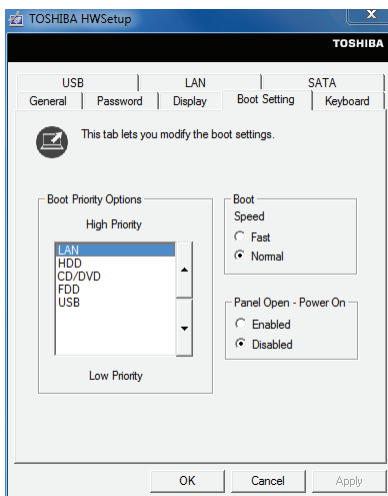 TOSHIBA HWSetup
X
TOSHIBA
USB LAN SATA
General Password Display Boot Setting Keyboard
This tab lets you modify the boot settings.
Boot Priority Options
High Priority
LAN
HDD
CD/DVD
FDD
USB
Low Priority
Boot
Speed
Fast
Normal
Panel Open - Power On
Enabled
Disabled
OK Cancel Apply